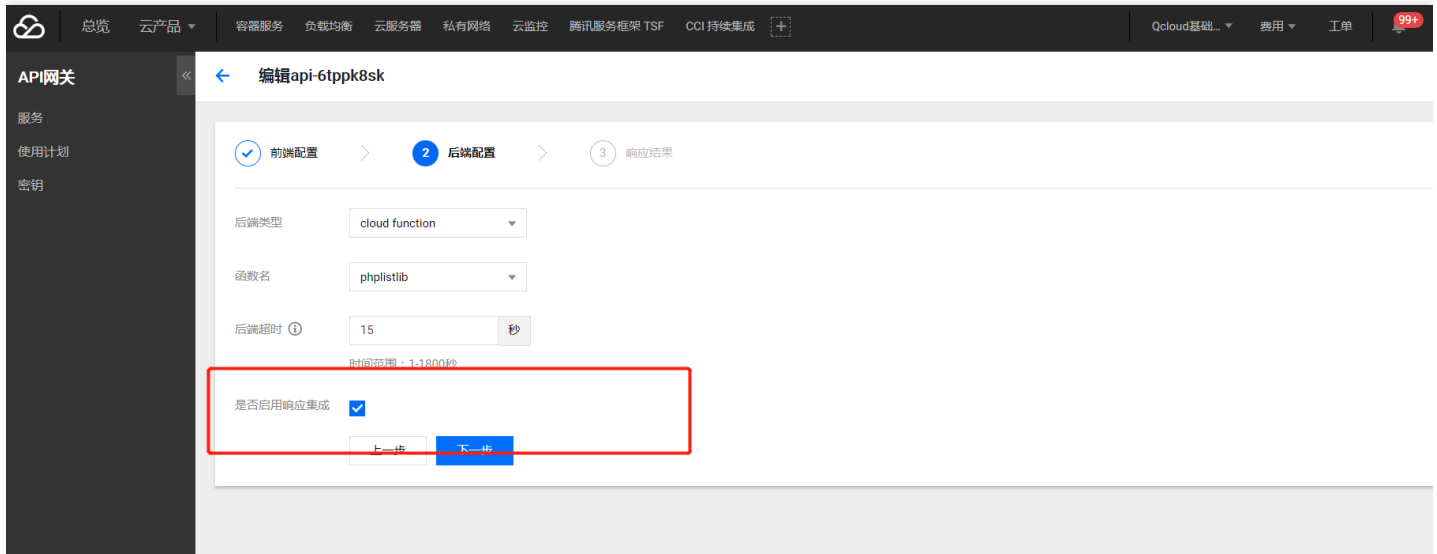 总览 云产品 容器服务 负载均衡 云服务器 私有网络 云监控 腾讯服务框架 TSF CCI 持续集成 Qcloud基础... 费用 工单 99+
API网关 编辑api-6tppk8sk
服务
使用计划
密钥
前端配置 2 后端配置 3 响应结果
后端类型 cloud function
函数名 phplistlib
后端超时 15 秒
时间范围：1-1800秒
是否启用响应集成
上一步 下一步